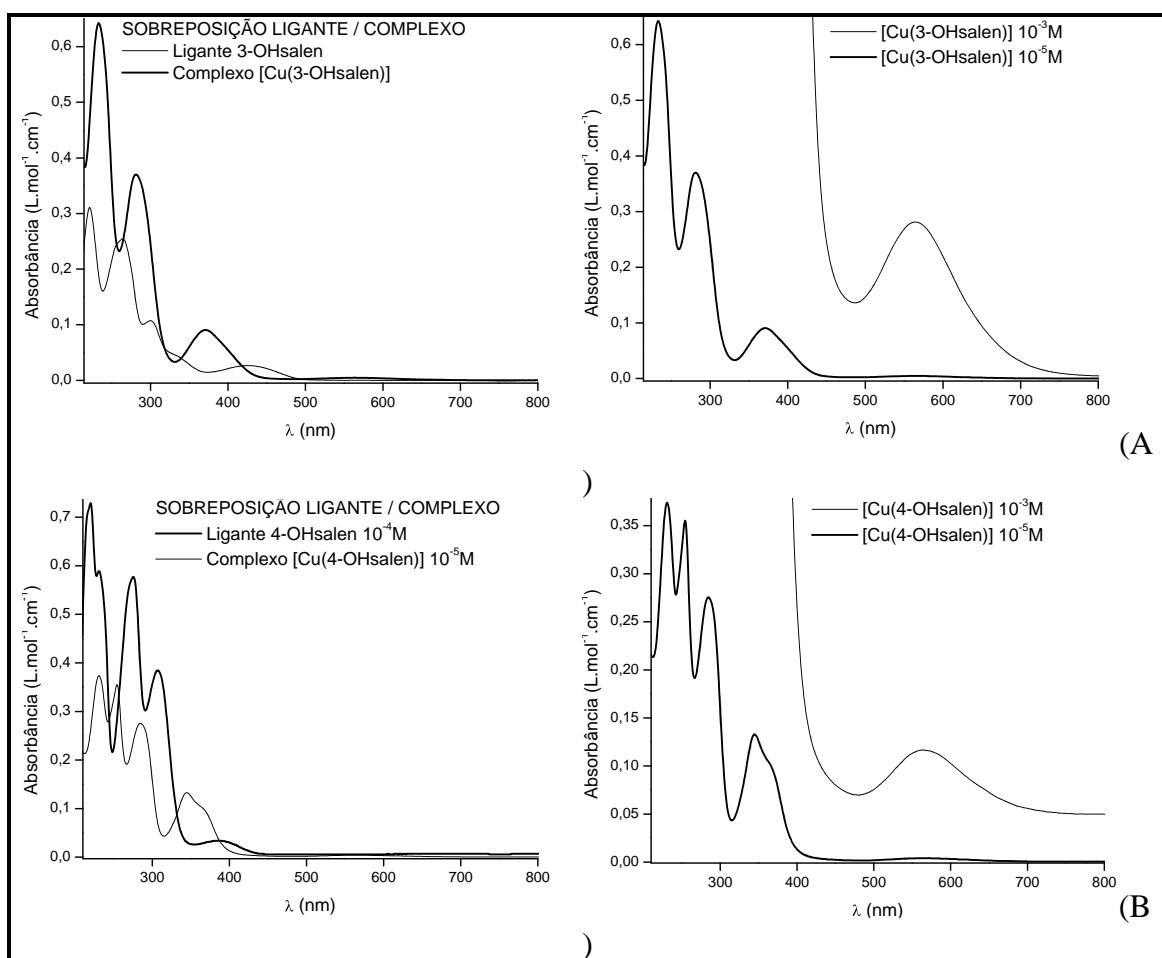 SOBREPOSIÇÃO LIGANTE / COMPLEXO
Ligante 3-OHsalen
Complexo [Cu(3-OHsalen)]
0,6
0,5
0,4
0,3
0,2
0,1
0,0
Absorbância (L.mol⁻¹.cm⁻¹)
300 400 500 600 700 800
λ (nm)
[Cu(3-OHsalen)] 10⁻³M
[Cu(3-OHsalen)] 10⁻⁵M
0,6
0,5
0,4
0,3
0,2
0,1
0,0
Absorbância (L.mol⁻¹.cm⁻¹)
300 400 500 600 700 800
λ (nm)
(A
)
SOBREPOSIÇÃO LIGANTE / COMPLEXO
Ligante 4-OHsalen 10⁻⁴M
Complexo [Cu(4-OHsalen)] 10⁻⁵M
0,7
0,6
0,5
0,4
0,3
0,2
0,1
0,0
Absorbância (L.mol⁻¹.cm⁻¹)
300 400 500 600 700 800
λ (nm)
[Cu(4-OHsalen)] 10⁻³M
[Cu(4-OHsalen)] 10⁻⁵M
0,35
0,30
0,25
0,20
0,15
0,10
0,05
0,00
Absorbância (L.mol⁻¹.cm⁻¹)
300 400 500 600 700 800
λ (nm)
(B
)